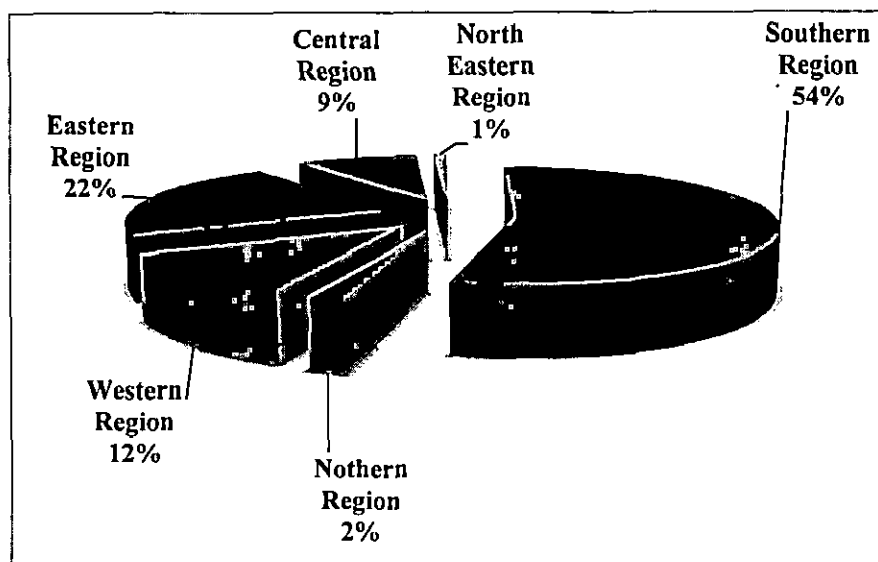 Central
Region
9%
North
Eastern
Region
1%
Southern
Region
54%
Eastern
Region
22%
Western
Region
12%
Nothern
Region
2%